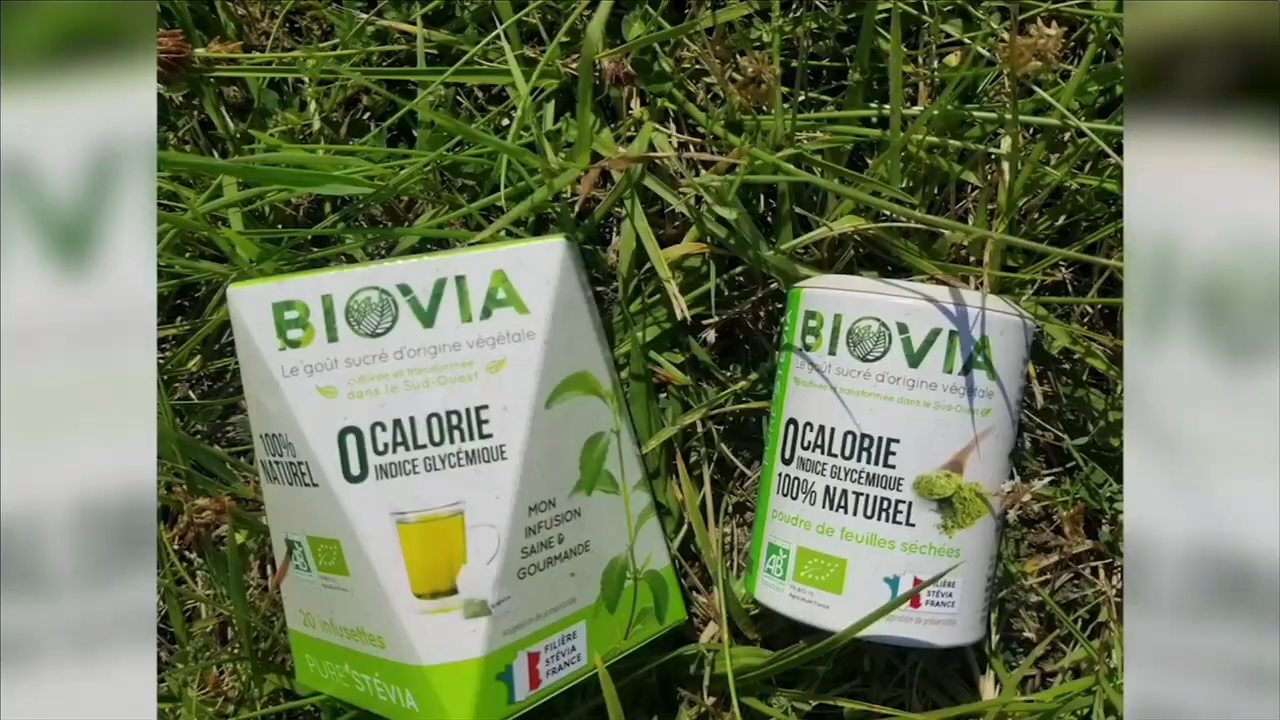 BIOVIA
Le goût sucré d'origine végétale
cultivée et transformée
dans le Sud-Ouest
100%
NATUREL
0 CALORIE
INDICE GLYCÉMIQUE
MON
INFUSION
SAINE &
GOURMANDE
AB
20 infusettes
PURE STÉVIA
FILIÈRE
STÉVIA
FRANCE
BIOVIA
Le goût sucré d'origine végétale
cultivée et transformée dans le Sud-Ouest
0 CALORIE
INDICE GLYCÉMIQUE
100% NATUREL
poudre de feuilles séchées
AB
Agriculture France
FILIÈRE
STÉVIA
FRANCE